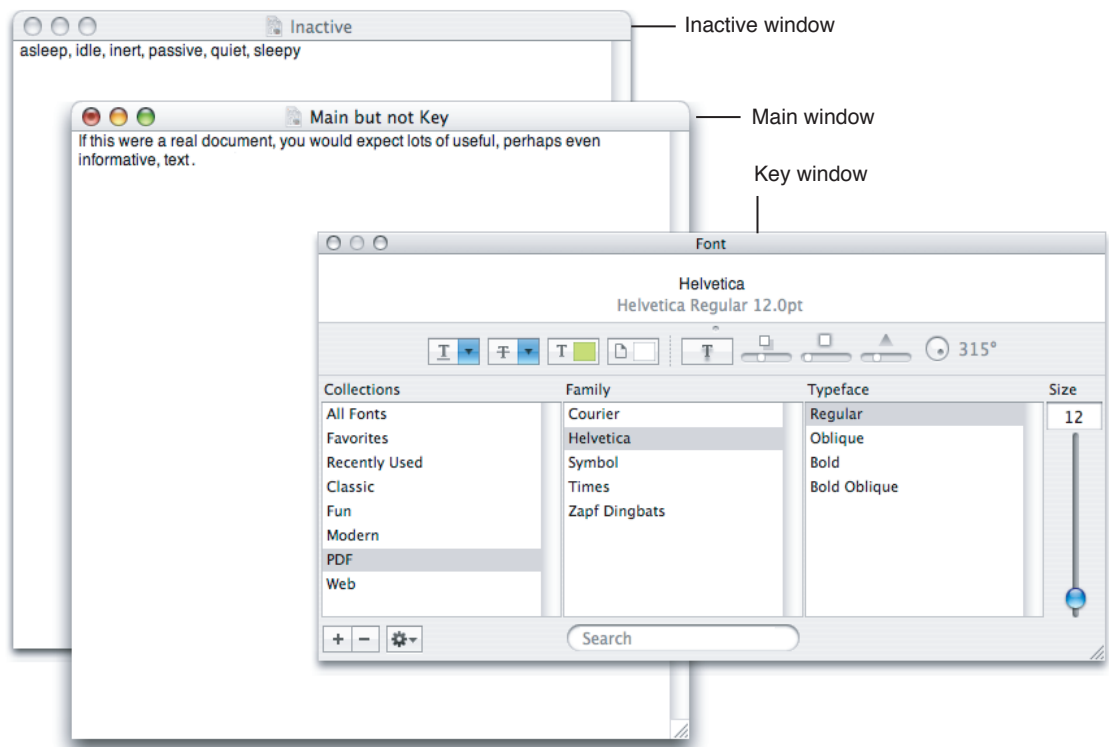 Inactive
Inactive window
asleep, idle, inert, passive, quiet, sleepy
Main but not Key
Main window
If this were a real document, you would expect lots of useful, perhaps even
informative, text.
Key window
Font
Helvetica
Helvetica Regular 12.0pt
T T T T 315°
Collections Family Typeface Size
All Fonts Courier Regular 12
Favorites Helvetica Oblique
Recently Used Symbol Bold
Classic Times Bold Oblique
Fun Zapf Dingbats
Modern
PDF
Web
Search